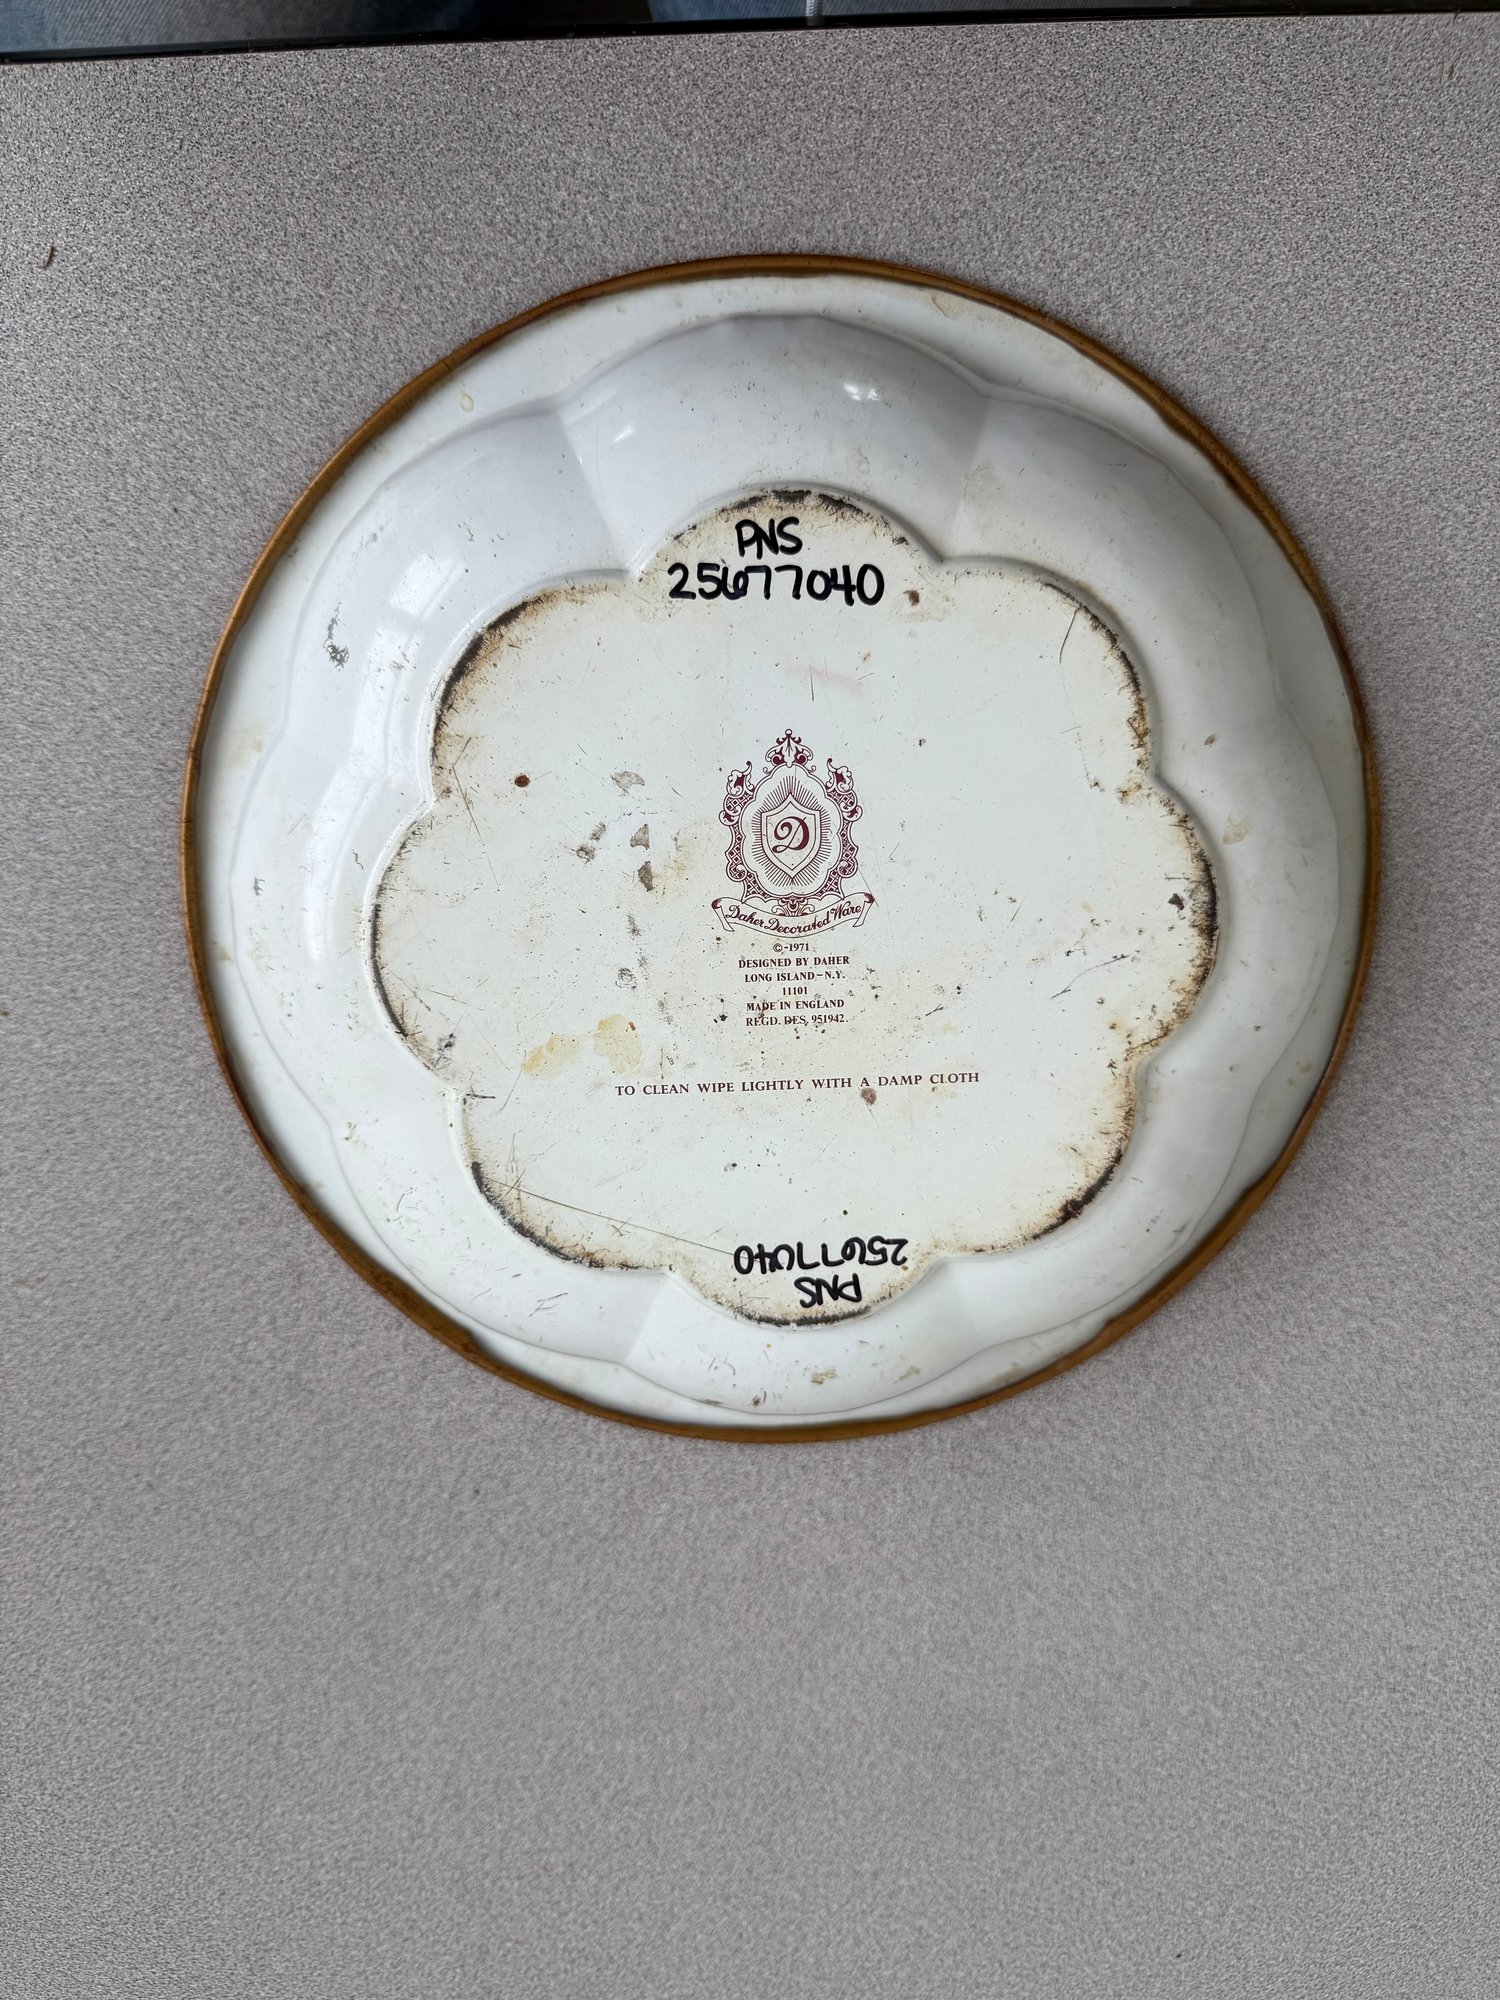 PNS
25677040
D
Daher Decorated Ware
©-1971
DESIGNED BY DAHER
LONG ISLAND-N.Y.
11101
MADE IN ENGLAND
REGD. DES. 951942.
TO CLEAN WIPE LIGHTLY WITH A DAMP CLOTH
PNS
25677040